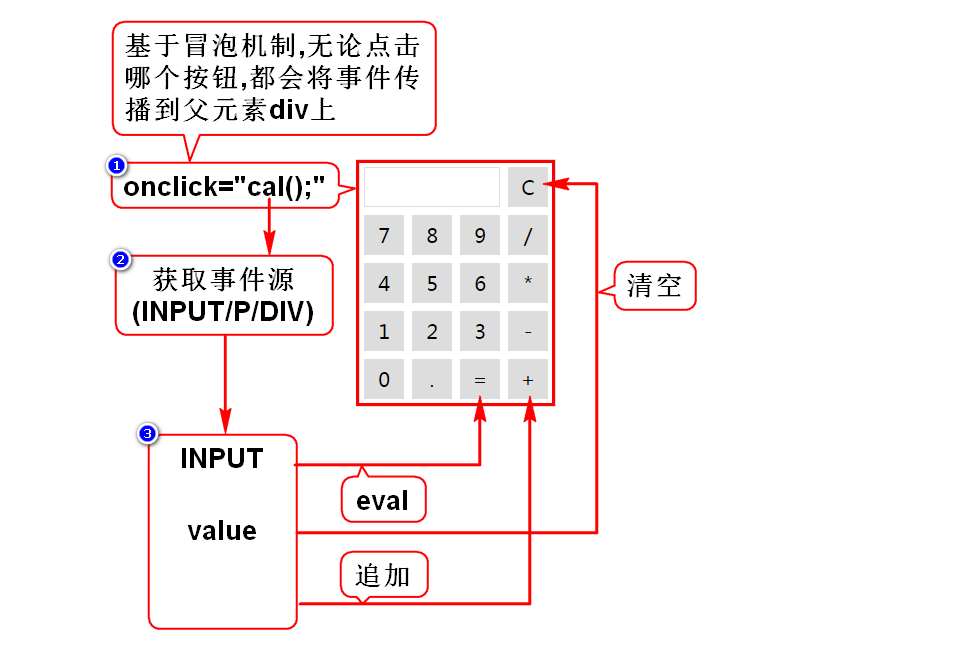 基于冒泡机制,无论点击
哪个按钮,都会将事件传
播到父元素div上
1
onclick="cal();"
C
7 8 9 /
2
获取事件源
(INPUT/P/DIV)
4 5 6 *
清空
1 2 3 -
0 . = +
3
INPUT
eval
value
追加